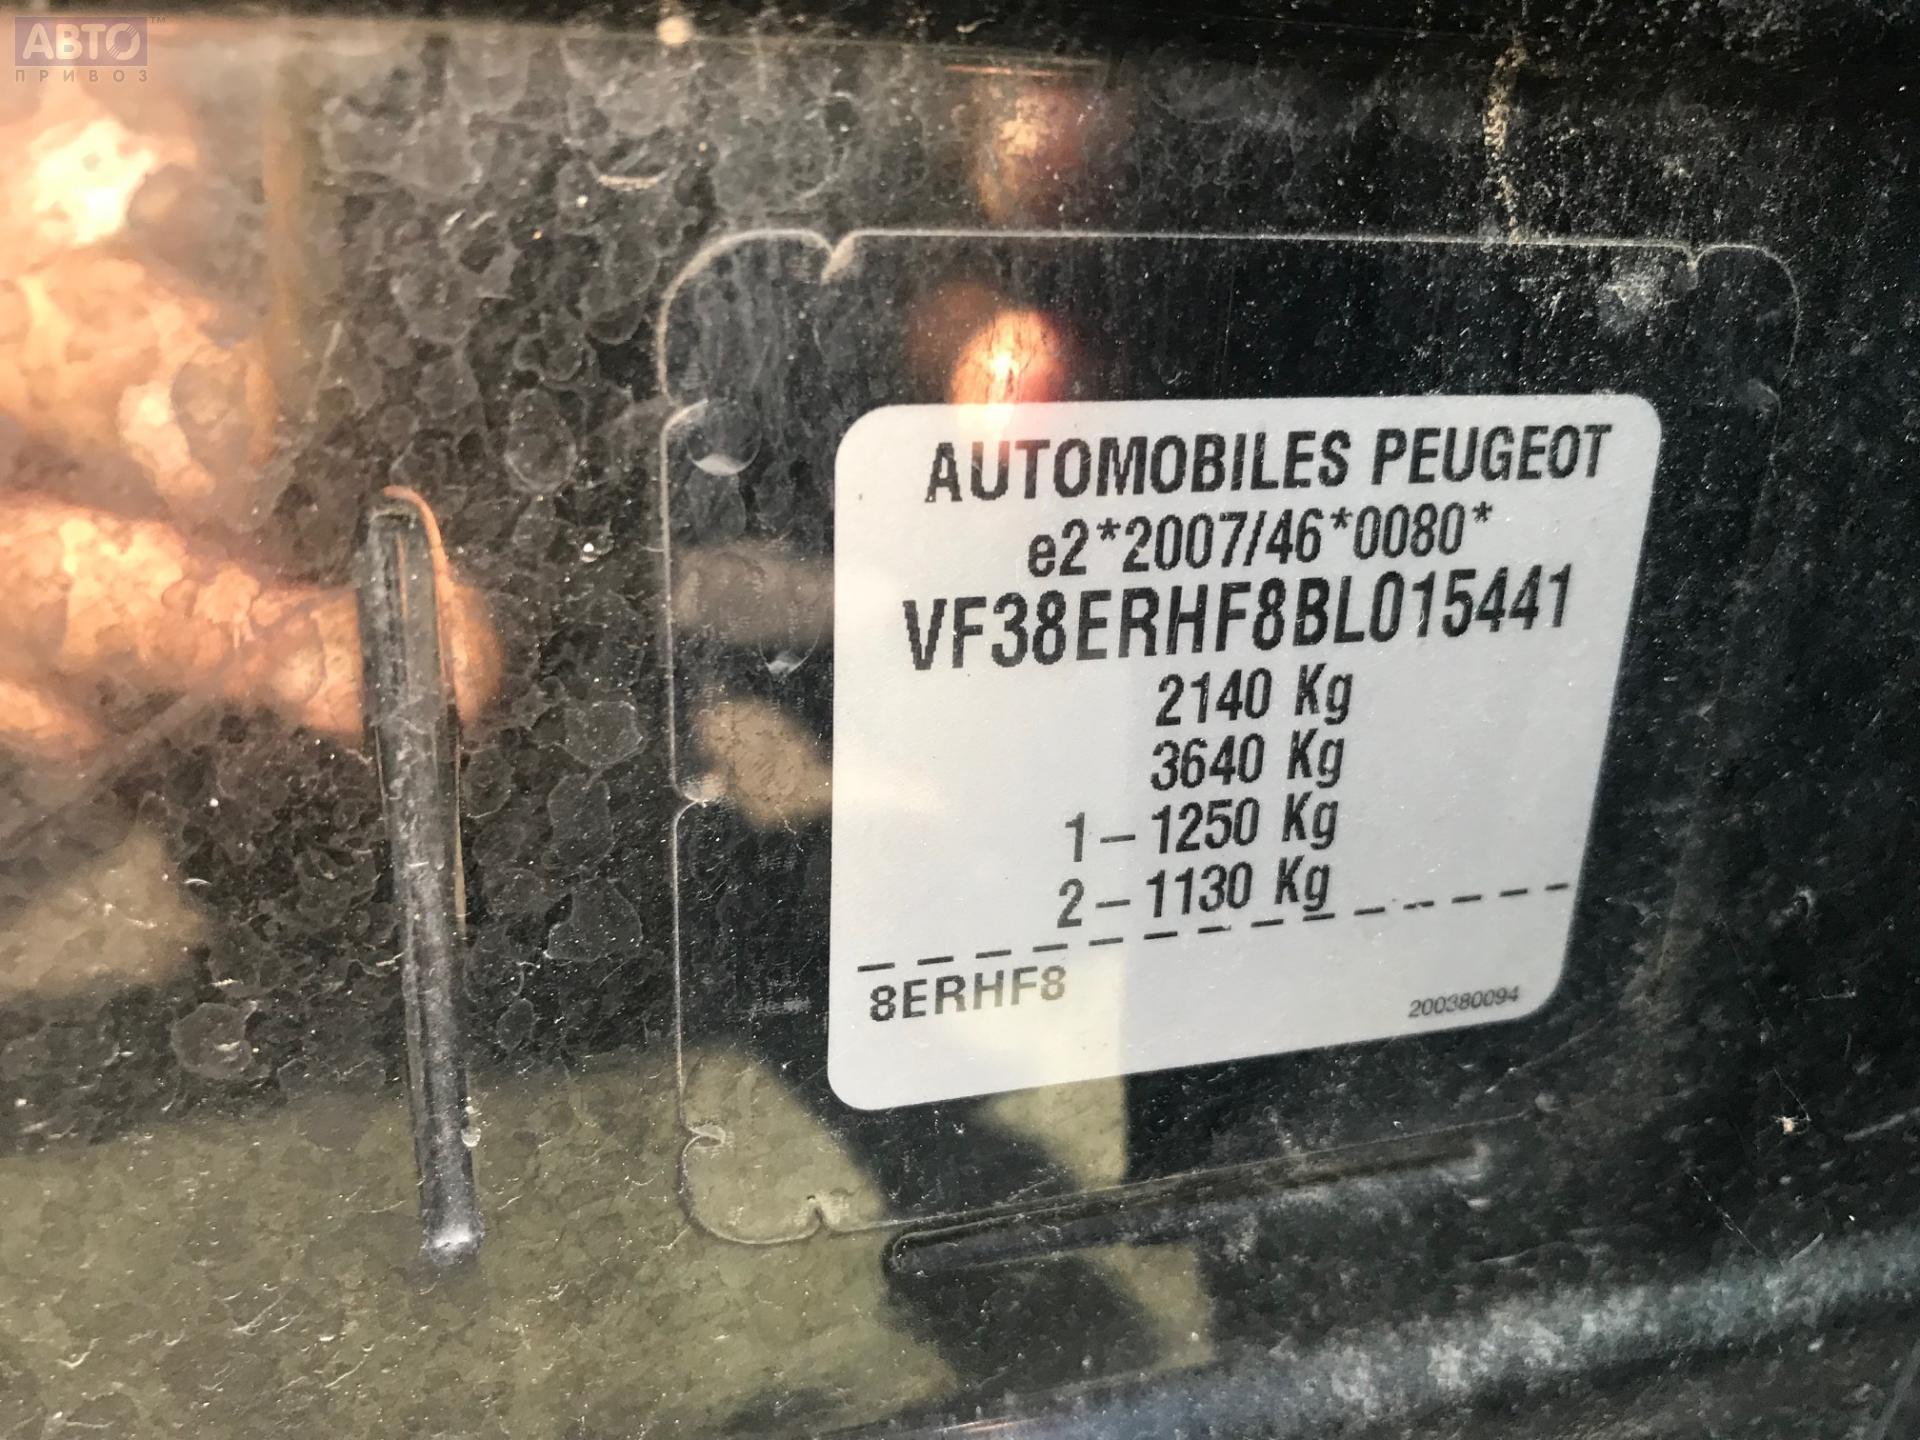 АВТО™
ПРИВОЗ
AUTOMOBILES PEUGEOT
e2*2007/46*0080*
VF38ERHF8BL015441
2140 Kg
3640 Kg
1 – 1250 Kg
2 – 1130 Kg
8ERHF8
200380094